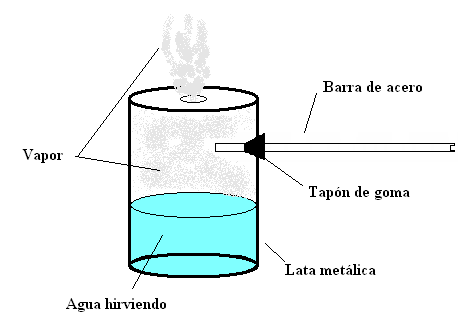 Barra de acero
Vapor
Tapón de goma
Lata metálica
Agua hirviendo